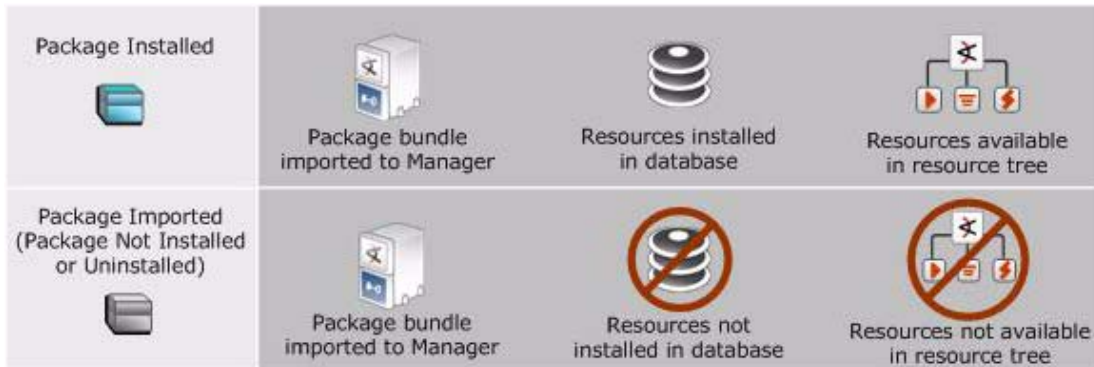 Package Installed
Package bundle
imported to Manager
Resources installed
in database
Resources available
in resource tree
Package Imported
(Package Not Installed
or Uninstalled)
Package bundle
imported to Manager
Resources not
installed in database
Resources not available
in resource tree